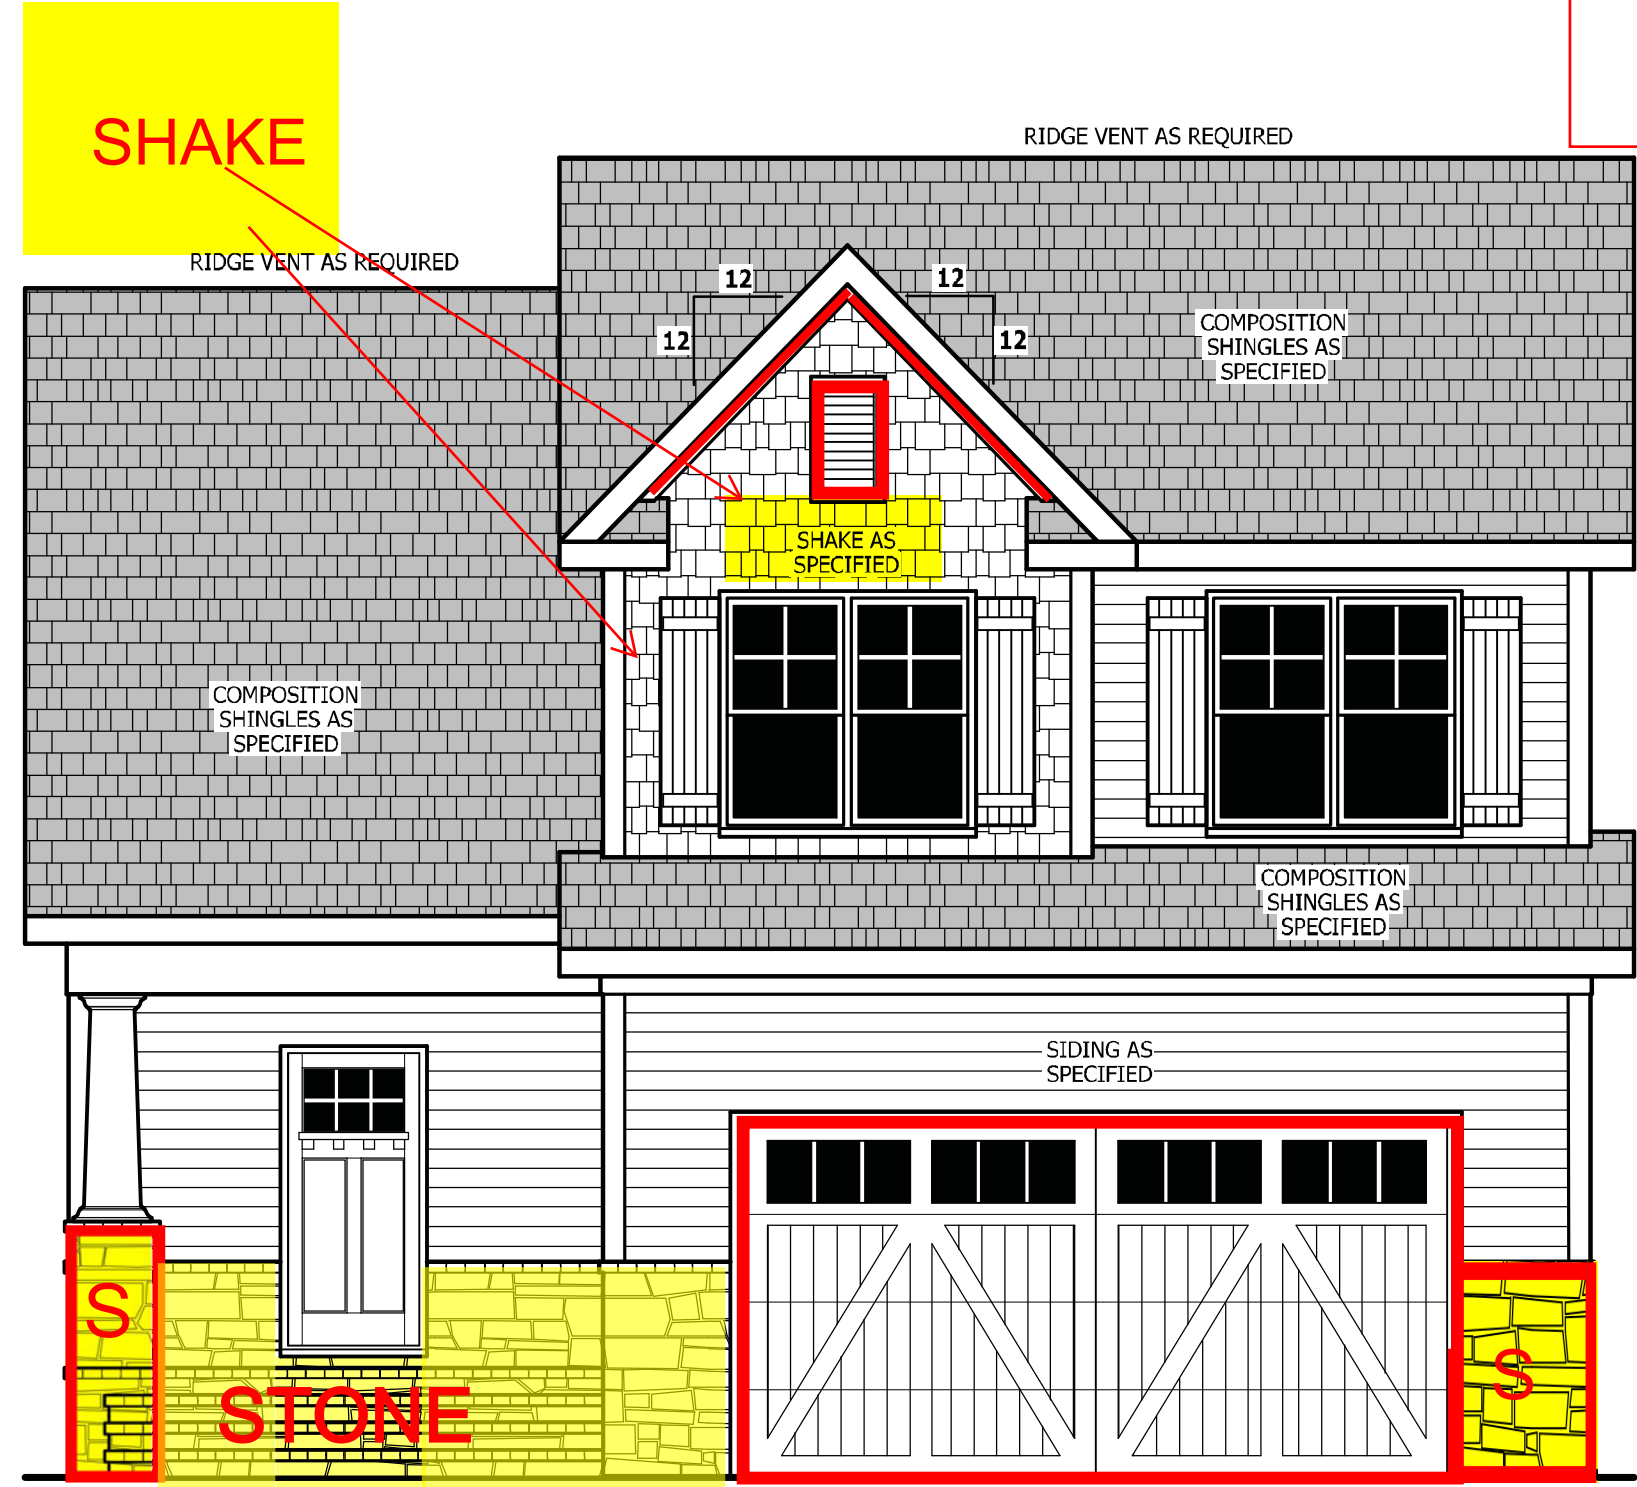 SHAKE
RIDGE VENT AS REQUIRED
RIDGE VENT AS REQUIRED
12
12
12
12
COMPOSITION
SHINGLES AS
SPECIFIED
SHAKE AS
SPECIFIED
COMPOSITION
SHINGLES AS
SPECIFIED
COMPOSITION
SHINGLES AS
SPECIFIED
SIDING AS
SPECIFIED
S
STONE
S